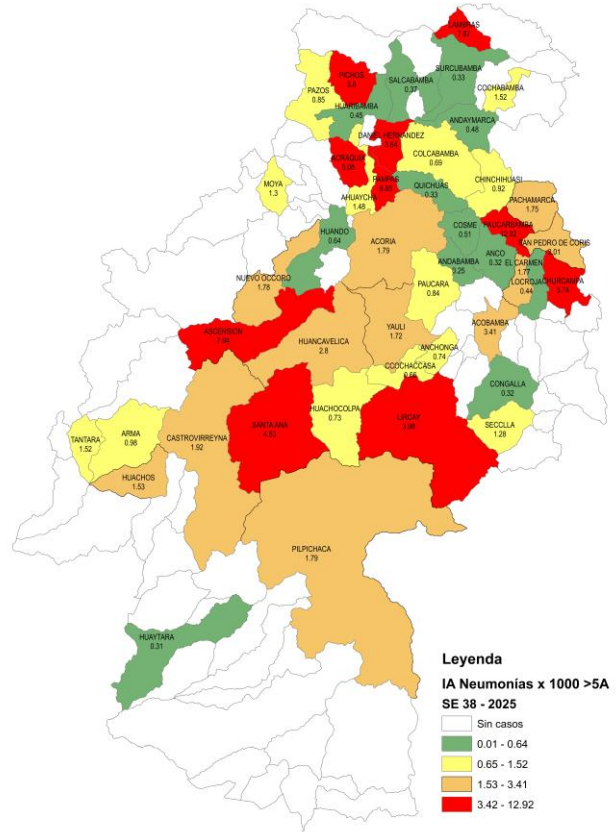 LAMBRAS
7.87
SURCUBAMBA
0.33
SALCABAMBA
0.37
PICHOS
PAZOS
0.85
COCHABAMBA
1.52
HUARIBAMBA
0.45
ANDAYMARCA
0.48
DANIEL HERNANDEZ
COLCABAMBA
0.69
ACRAQUIA
PAMPAS
QUICHUAS
0.33
CHINCHIHUASI
0.92
MOYA
1.3
AHUAYCHA
1.48
PACHAMARCA
1.75
HUANDO
0.64
ACORIA
1.79
COSME
0.51
PAUCARBAMBA
12.92
SAN PEDRO DE CORIS
ANDABAMBA
0.25
ANCO
0.32
EL CARMEN
1.77
LOCROJA
0.44
CHURCAMPA
NUEVO OCCORO
1.78
PAUCARA
0.84
ASCENSION
YAULI
1.72
ACOBAMBA
3.41
HUANCAVELICA
2.8
ANCHONGA
0.74
CCOCHACCASA
0.66
CONGALLA
0.32
SANTA ANA
HUACHOCOLPA
0.73
LIRCAY
SECCLLA
1.28
ARMA
0.98
TANTARA
1.52
CASTROVIRREYNA
1.92
HUACHOS
1.53
PILPICHACA
1.79
HUAYTARA
0.31
Leyenda
IA Neumonías x 1000 >5A
SE 38 - 2025
Sin casos
0.01 - 0.64
0.65 - 1.52
1.53 - 3.41
3.42 - 12.92